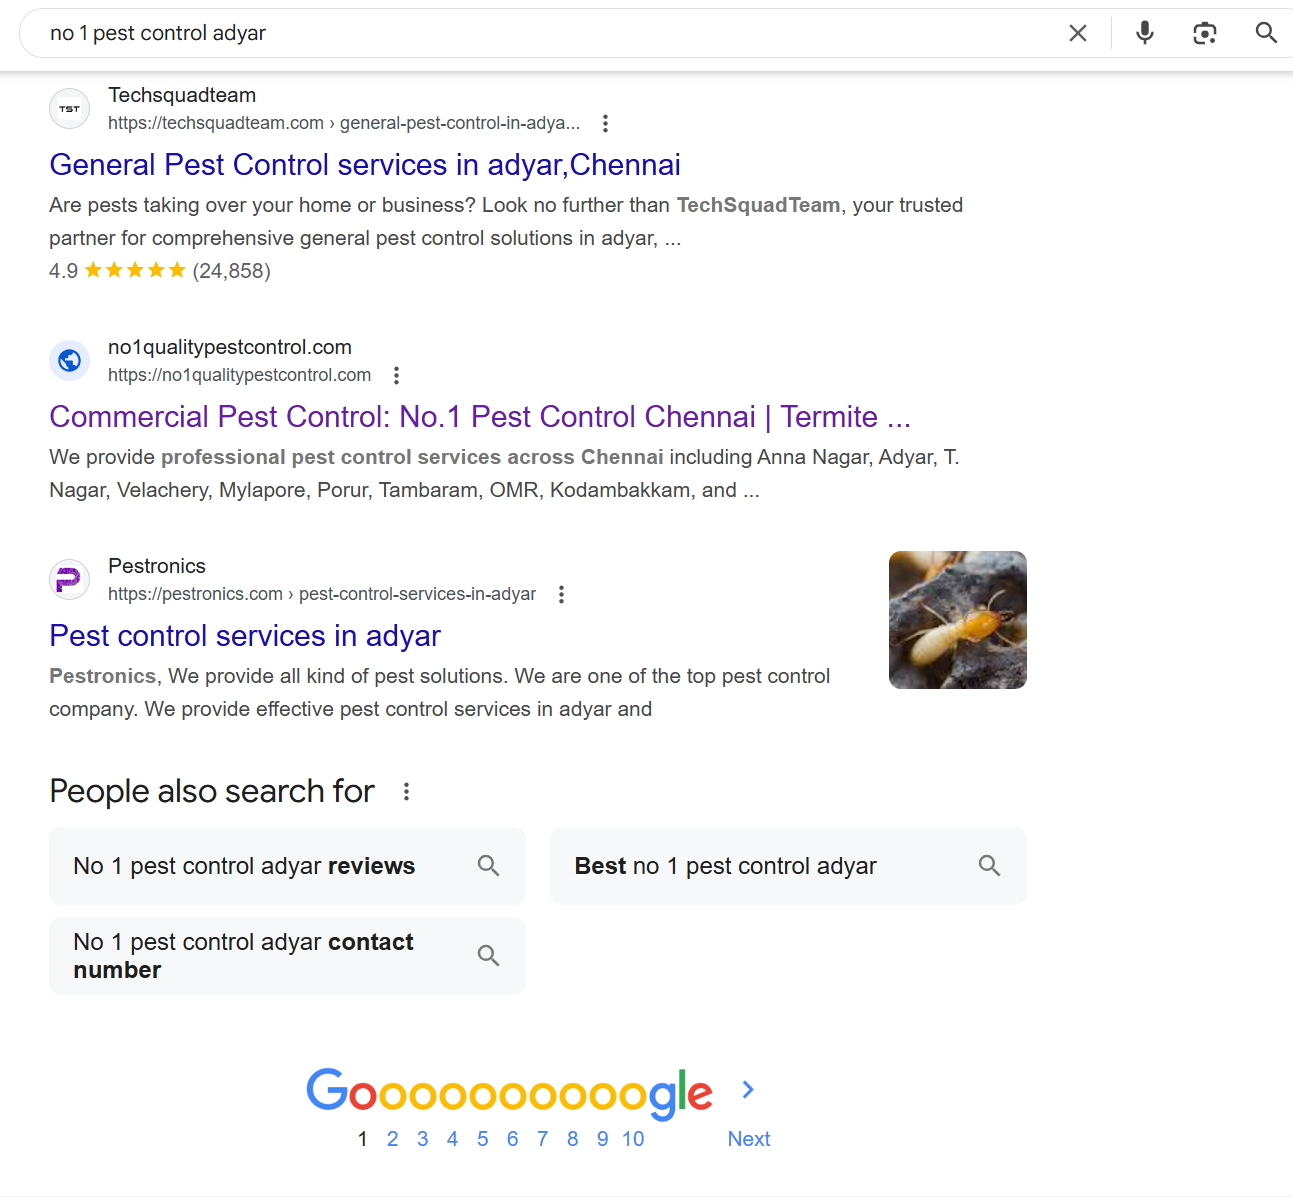 no 1 pest control adyar
TST
Techsquadteam
https://techsquadteam.com › general-pest-control-in-adya...
General Pest Control services in adyar,Chennai
Are pests taking over your home or business? Look no further than TechSquadTeam, your trusted
partner for comprehensive general pest control solutions in adyar, ...
4.9 ★★★★★ (24,858)
no1qualitypestcontrol.com
https://no1qualitypestcontrol.com
Commercial Pest Control: No.1 Pest Control Chennai | Termite ...
We provide professional pest control services across Chennai including Anna Nagar, Adyar, T.
Nagar, Velachery, Mylapore, Porur, Tambaram, OMR, Kodambakkam, and ...
P
Pestronics
https://pestronics.com › pest-control-services-in-adyar
Pest control services in adyar
Pestronics, We provide all kind of pest solutions. We are one of the top pest control
company. We provide effective pest control services in adyar and
People also search for
No 1 pest control adyar reviews
Best no 1 pest control adyar
No 1 pest control adyar contact
number
Goooooooooogle
1 2 3 4 5 6 7 8 9 10 Next